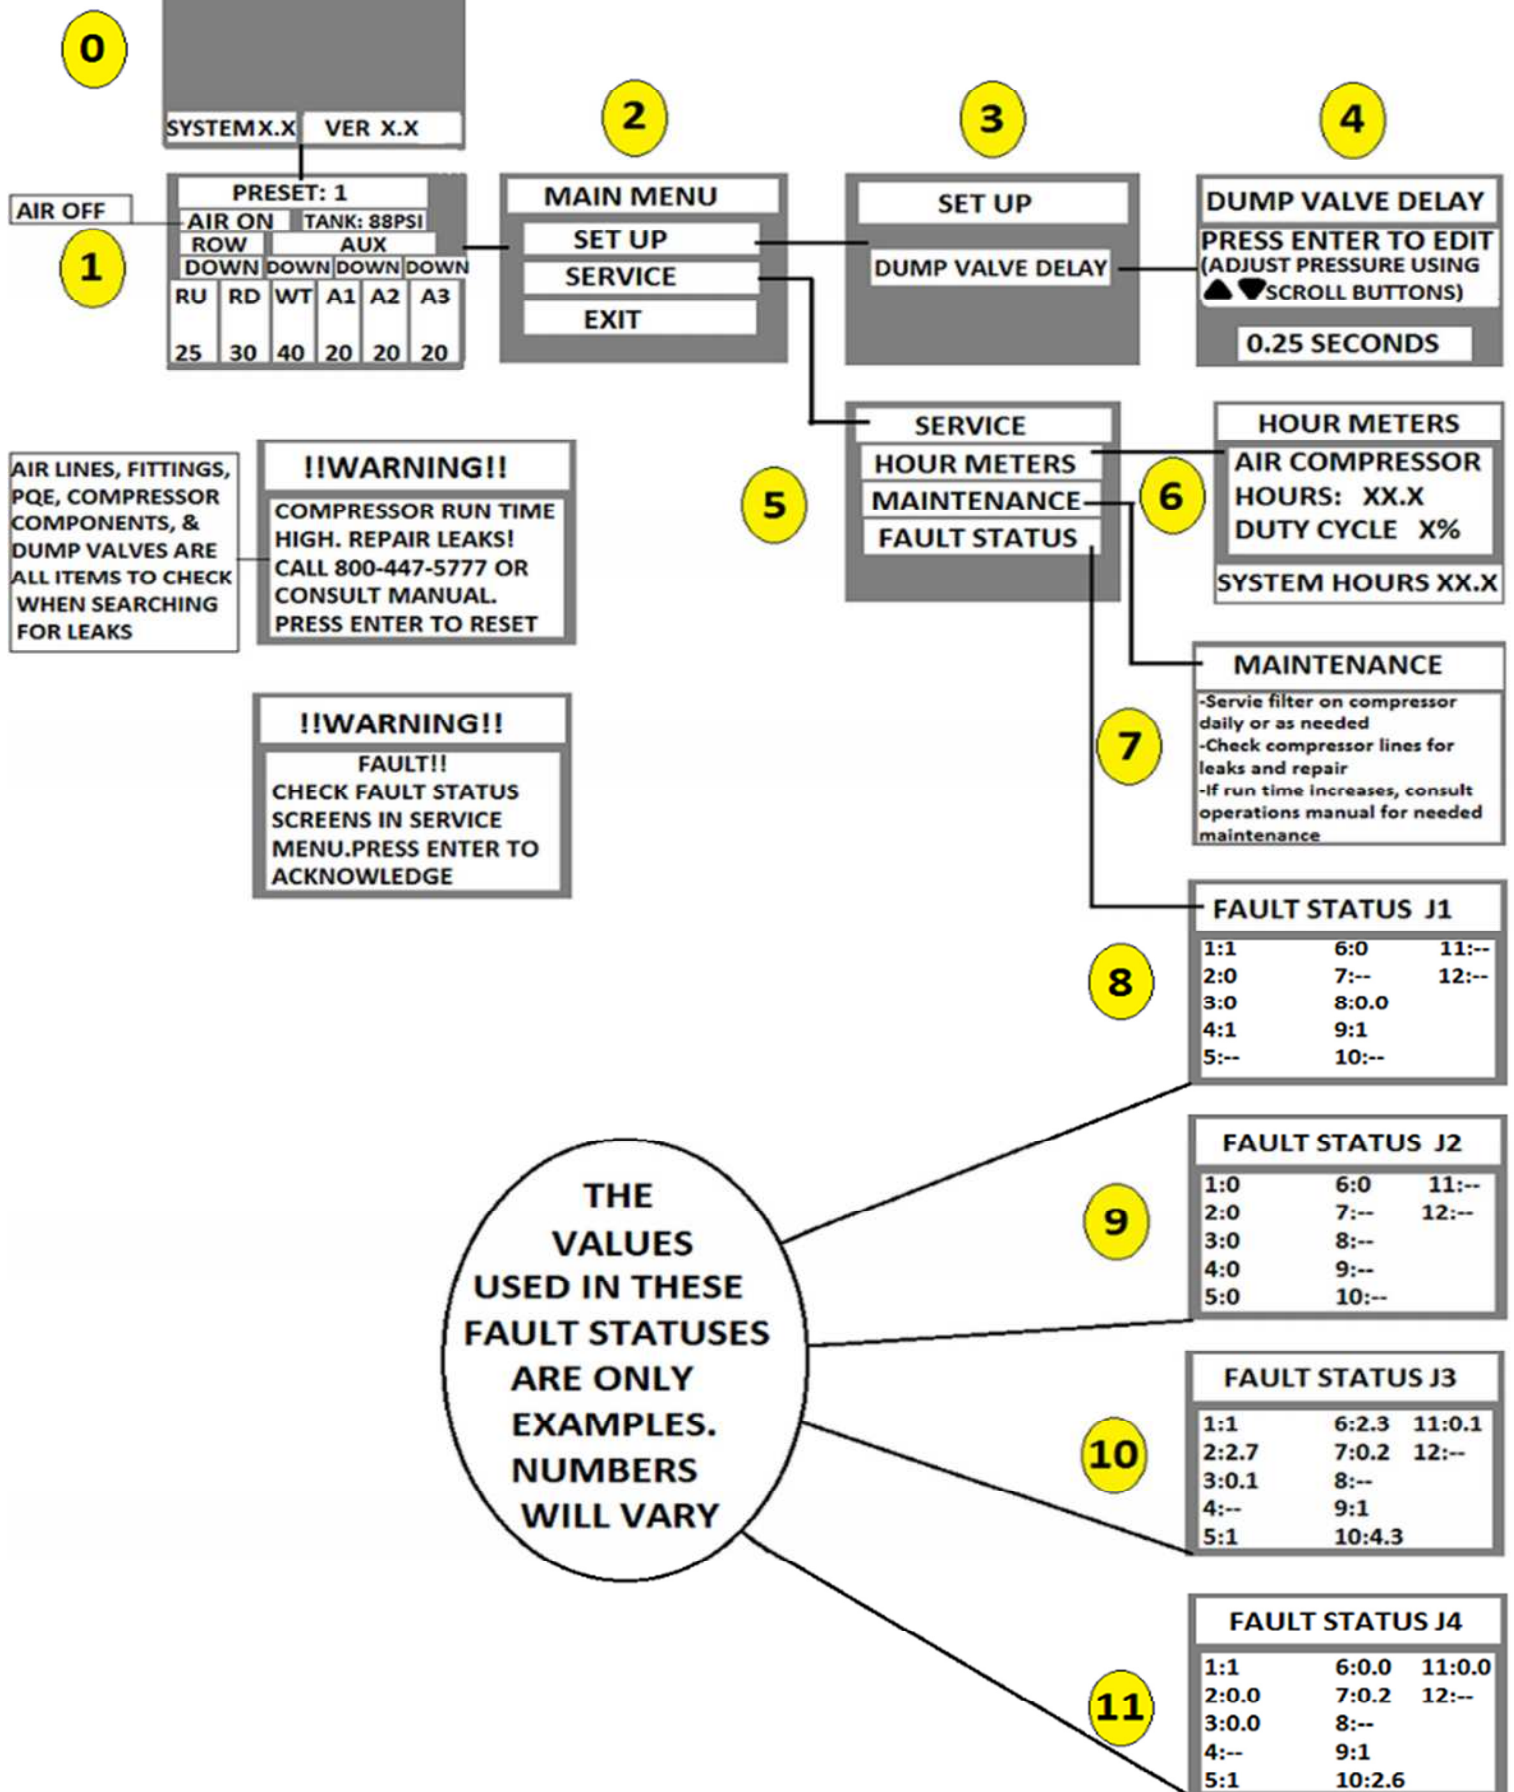 0
SYSTEM X.X VER X.X
AIR OFF
1
PRESET: 1
AIR ON TANK: 88PSI
ROW AUX
DOWN DOWN DOWN DOWN
RU RD WT A1 A2 A3
25 30 40 20 20 20
2
MAIN MENU
SET UP
SERVICE
EXIT
3
SET UP
DUMP VALVE DELAY
4
DUMP VALVE DELAY
PRESS ENTER TO EDIT
(ADJUST PRESSURE USING
▲ ▼ SCROLL BUTTONS)
0.25 SECONDS
5
SERVICE
HOUR METERS
MAINTENANCE
FAULT STATUS
6
HOUR METERS
AIR COMPRESSOR
HOURS: XX.X
DUTY CYCLE X%
SYSTEM HOURS XX.X
AIR LINES, FITTINGS,
PQE, COMPRESSOR
COMPONENTS, &
DUMP VALVES ARE
ALL ITEMS TO CHECK
WHEN SEARCHING
FOR LEAKS
!!WARNING!!
COMPRESSOR RUN TIME
HIGH. REPAIR LEAKS!
CALL 800-447-5777 OR
CONSULT MANUAL.
PRESS ENTER TO RESET
!!WARNING!!
FAULT!!
CHECK FAULT STATUS
SCREENS IN SERVICE
MENU.PRESS ENTER TO
ACKNOWLEDGE
7
MAINTENANCE
-Servie filter on compressor
daily or as needed
-Check compressor lines for
leaks and repair
-If run time increases, consult
operations manual for needed
maintenance
8
FAULT STATUS J1
1:1 6:0 11:--
2:0 7:-- 12:--
3:0 8:0.0
4:1 9:1
5:-- 10:--
9
FAULT STATUS J2
1:0 6:0 11:--
2:0 7:-- 12:--
3:0 8:--
4:0 9:--
5:0 10:--
THE
VALUES
USED IN THESE
FAULT STATUSES
ARE ONLY
EXAMPLES.
NUMBERS
WILL VARY
10
FAULT STATUS J3
1:1 6:2.3 11:0.1
2:2.7 7:0.2 12:--
3:0.1 8:--
4:-- 9:1
5:1 10:4.3
11
FAULT STATUS J4
1:1 6:0.0 11:0.0
2:0.0 7:0.2 12:--
3:0.0 8:--
4:-- 9:1
5:1 10:2.6